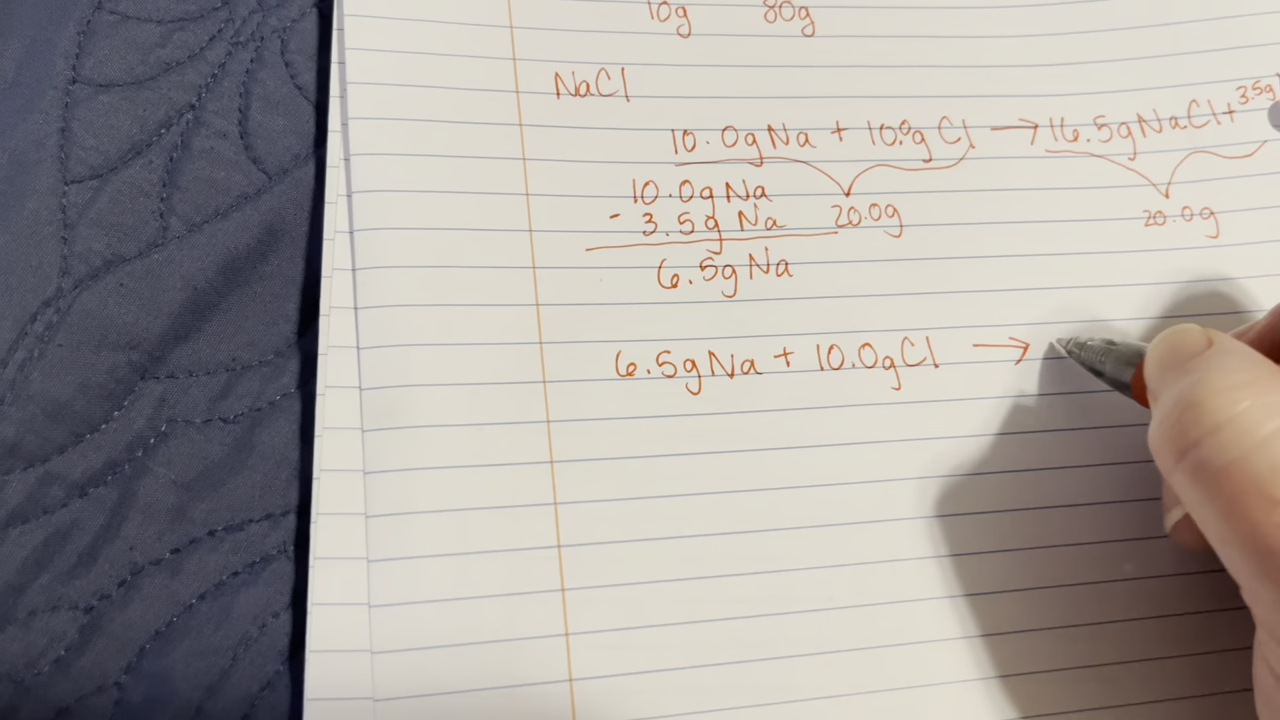 10g 80g
NaCl
10.0g Na + 10.0g Cl → 16.5g NaCl + 3.5g
10.0g Na
- 3.5g Na 20.0g 20.0g
6.5g Na
6.5g Na + 10.0g Cl →